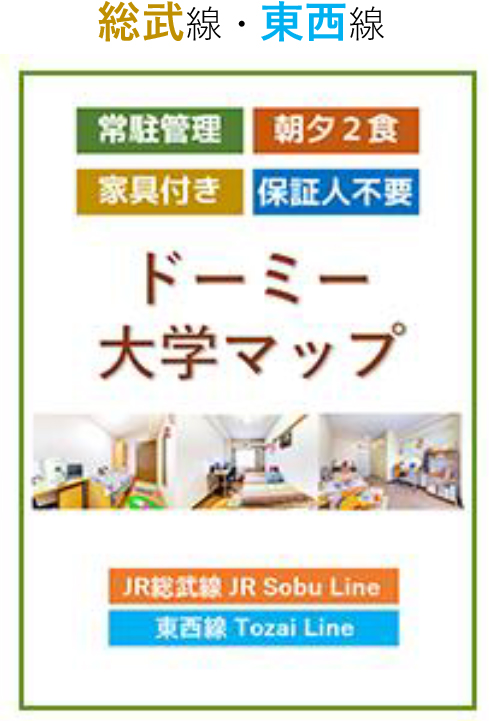 総武線・東西線
常駐管理 朝夕２食
家具付き 保証人不要
ドーミー
大学マップ
JR総武線 JR Sobu Line
東西線 Tozai Line